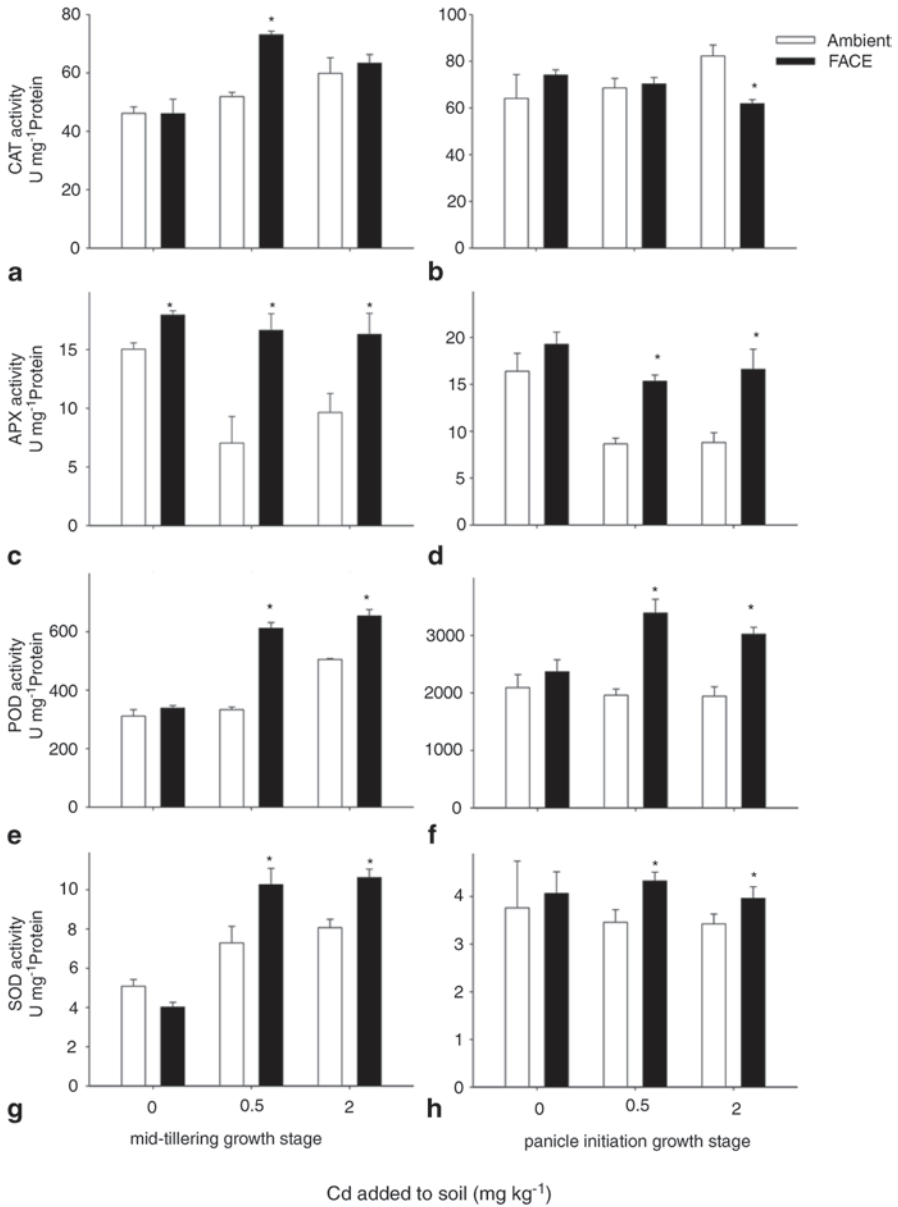 80
60
40
20
0
CAT activity
U mg⁻¹Protein
*
a
100
80
60
40
20
0
*
b
Ambient
FACE
15
10
5
0
APX activity
U mg⁻¹Protein
*
*
*
c
20
15
10
5
0
*
*
d
600
400
200
0
POD activity
U mg⁻¹Protein
*
*
e
3000
2000
1000
0
*
*
f
10
8
6
4
2
0
SOD activity
U mg⁻¹Protein
*
*
g
0 0.5 2
mid-tillering growth stage
4
3
2
1
0
*
*
h
0 0.5 2
panicle initiation growth stage
Cd added to soil (mg kg⁻¹)